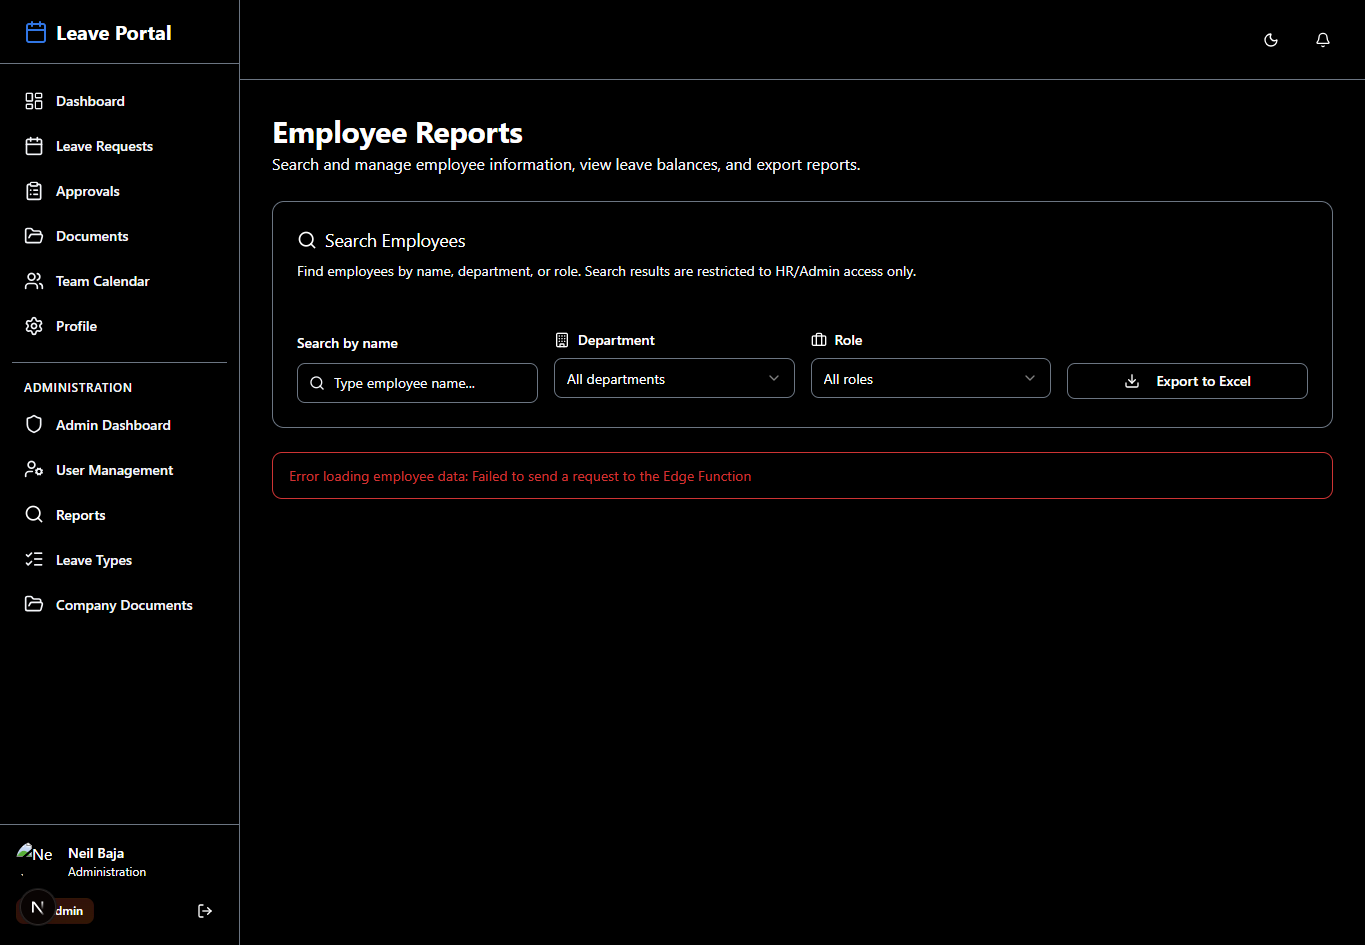 Leave Portal
Dashboard
Leave Requests
Approvals
Documents
Team Calendar
Profile
ADMINISTRATION
Admin Dashboard
User Management
Reports
Leave Types
Company Documents
Neil Baja
Administration
Employee Reports
Search and manage employee information, view leave balances, and export reports.
Search Employees
Find employees by name, department, or role. Search results are restricted to HR/Admin access only.
Search by name
Department
Role
Type employee name...
All departments
All roles
Export to Excel
Error loading employee data: Failed to send a request to the Edge Function
Ne
N
dmin